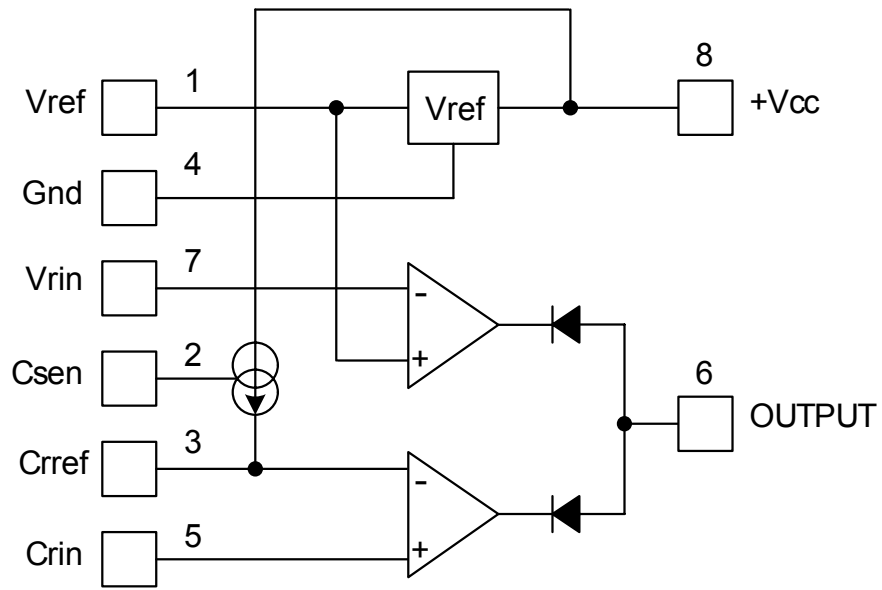 1
8
Vref
Vref
+Vcc
4
Gnd
7
Vrin
-
+
2
Csen
6
OUTPUT
3
Crref
-
+
5
Crin